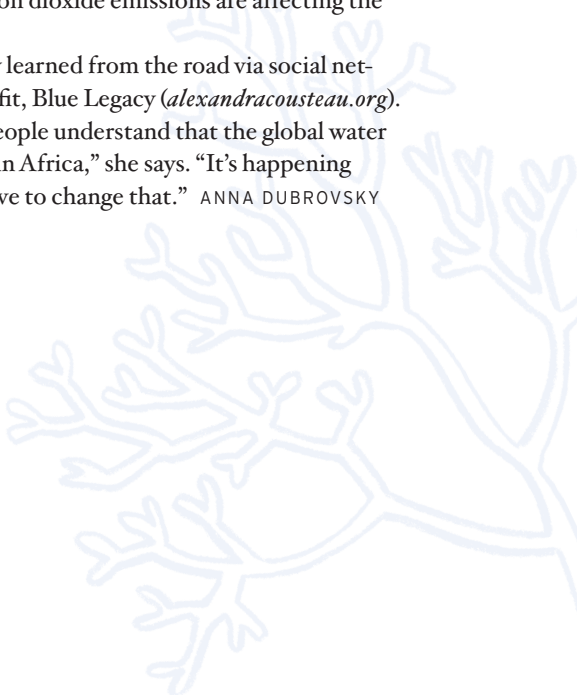 on dioxide emissions are affecting the
learned from the road via social net-
fit, Blue Legacy (alexandracousteau.org).
eople understand that the global water
in Africa,” she says. “It’s happening
ve to change that.” ANNA DUBROVSKY